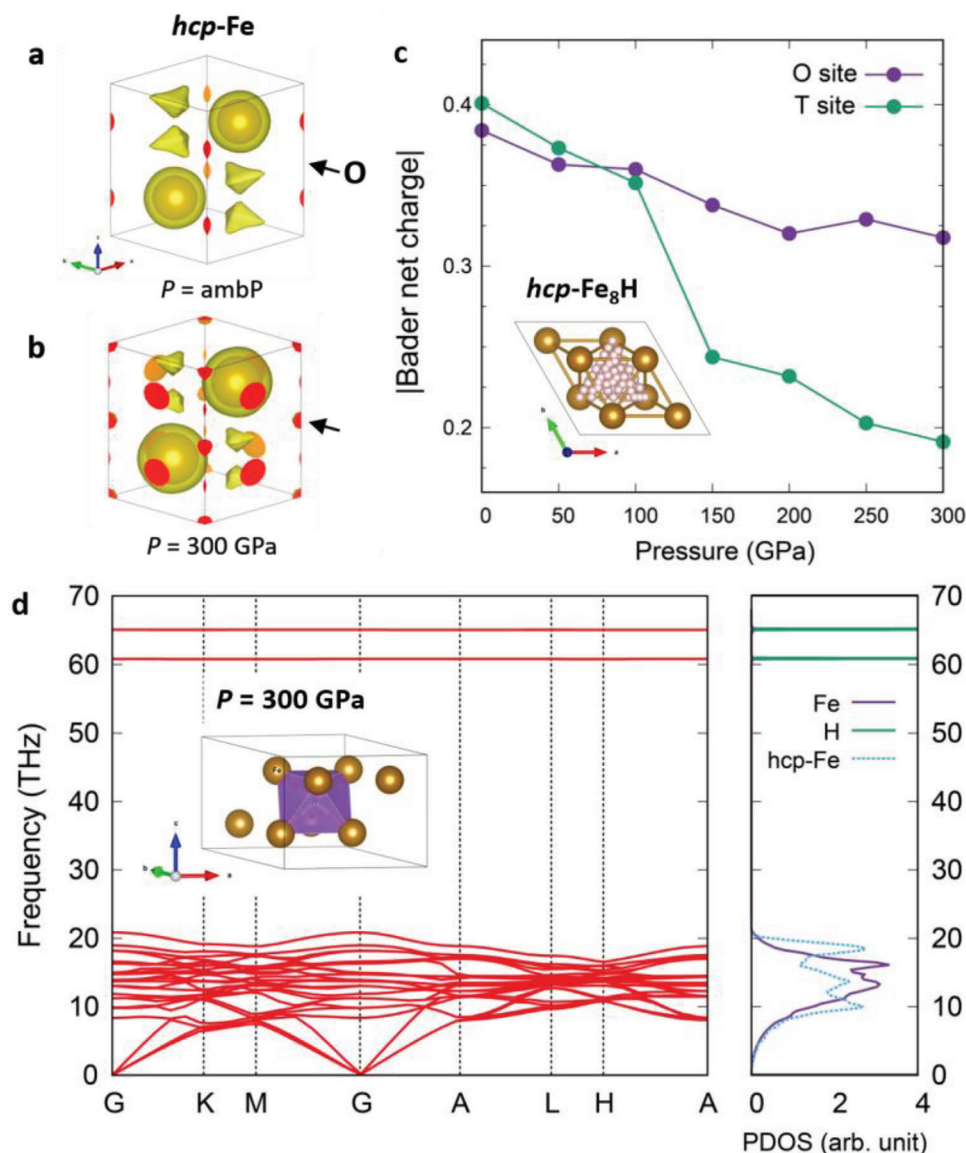 hcp-Fe
a
O
P = ambP
b
P = 300 GPa
c
O site
T site
0.4
0.3
0.2
|Bader net charge|
hcp-Fe₈H
b
a
0 50 100 150 200 250 300
Pressure (GPa)
d
70
60
50
40
30
20
10
0
Frequency (THz)
P = 300 GPa
Fe
c
b
a
G K M G A L H A
70
60
50
40
30
20
10
0
Fe
H
hcp-Fe
0 2 4
PDOS (arb. unit)